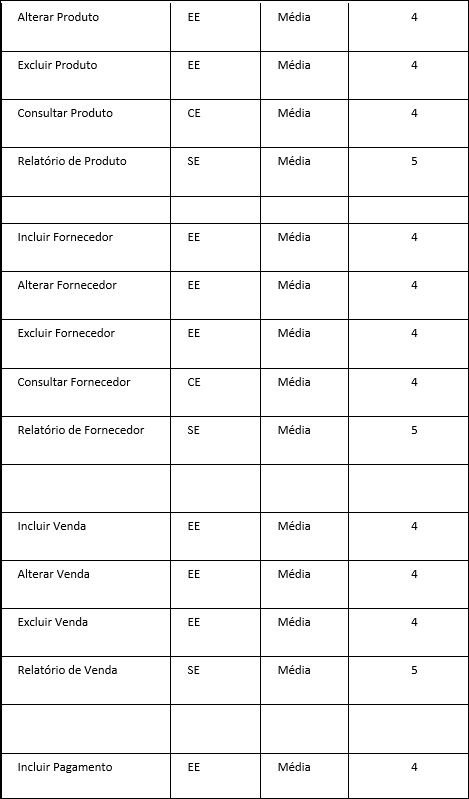 Alterar Produto EE Média 4
Excluir Produto EE Média 4
Consultar Produto CE Média 4
Relatório de Produto SE Média 5
Incluir Fornecedor EE Média 4
Alterar Fornecedor EE Média 4
Excluir Fornecedor EE Média 4
Consultar Fornecedor CE Média 4
Relatório de Fornecedor SE Média 5
Incluir Venda EE Média 4
Alterar Venda EE Média 4
Excluir Venda EE Média 4
Relatório de Venda SE Média 5
Incluir Pagamento EE Média 4